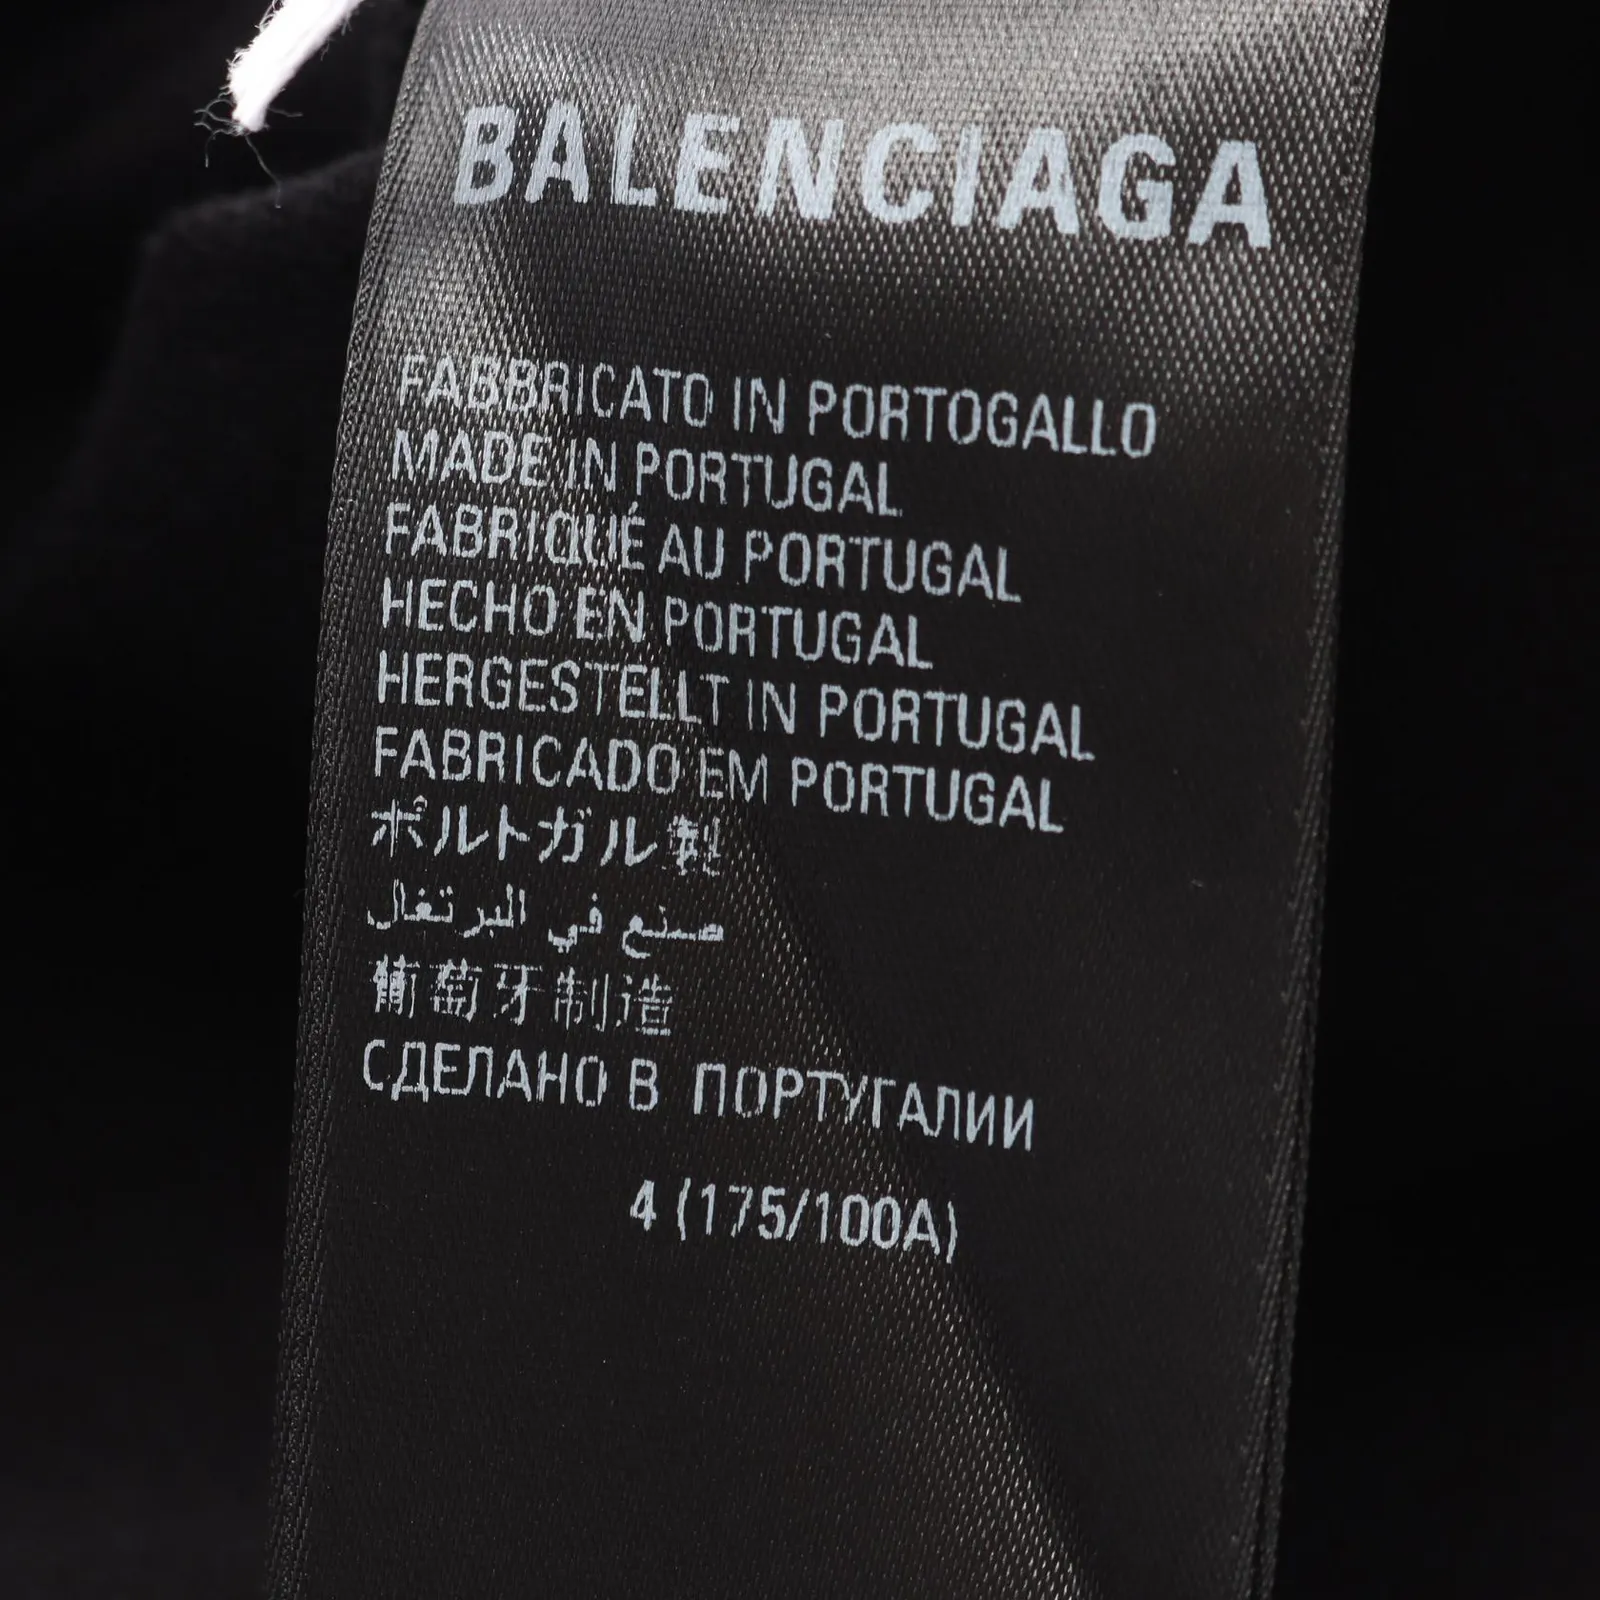 BALENCIAGA
FABBRICATO IN PORTOGALLO
MADE IN PORTUGAL
FABRIQUÉ AU PORTUGAL
HECHO EN PORTUGAL
HERGESTELLT IN PORTUGAL
FABRICADO EM PORTUGAL
ポルトガル製
صنع في البرتغال
葡萄牙制造
СДЕЛАНО В ПОРТУГАЛИИ
4 (175/100A)